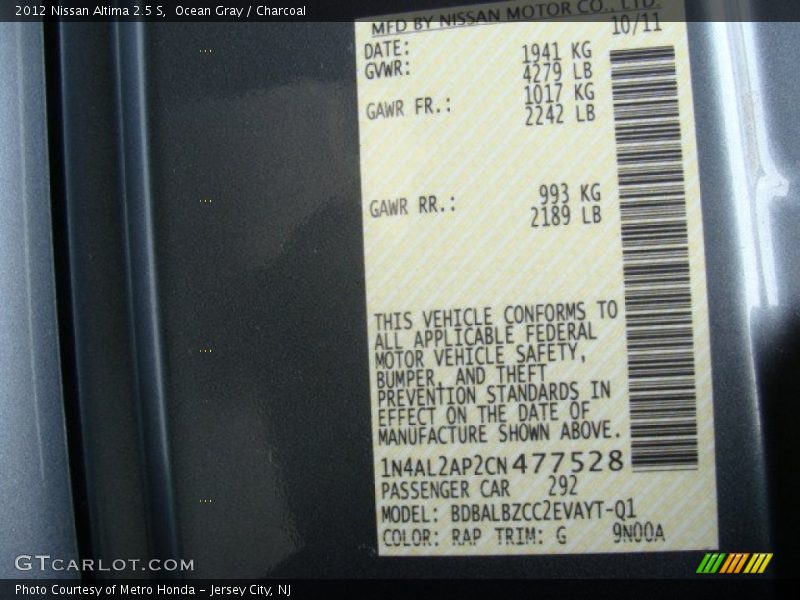 2012 Nissan Altima 2.5 S, Ocean Gray / Charcoal
MFD BY NISSAN MOTOR CO., LTD.
DATE: 10/11
GVWR: 1941 KG
4279 LB
GAWR FR.: 1017 KG
2242 LB
GAWR RR.: 993 KG
2189 LB
THIS VEHICLE CONFORMS TO
ALL APPLICABLE FEDERAL
MOTOR VEHICLE SAFETY,
BUMPER, AND THEFT
PREVENTION STANDARDS IN
EFFECT ON THE DATE OF
MANUFACTURE SHOWN ABOVE.
1N4AL2AP2CN477528
PASSENGER CAR 292
MODEL: BDBALBZCC2EVAYT-Q1
COLOR: RAP TRIM: G 9N00A
GTCARLOT.COM
Photo Courtesy of Metro Honda - Jersey City, NJ